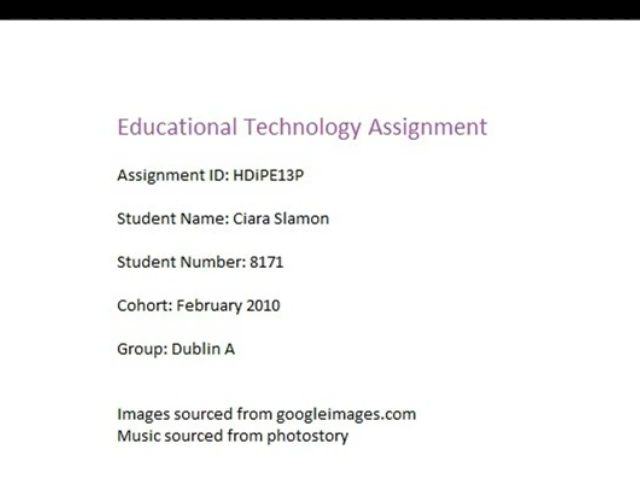 Educational Technology Assignment
Assignment ID: HDiPE13P
Student Name: Ciara Slamon
Student Number: 8171
Cohort: February 2010
Group: Dublin A
Images sourced from googleimages.com
Music sourced from photostory